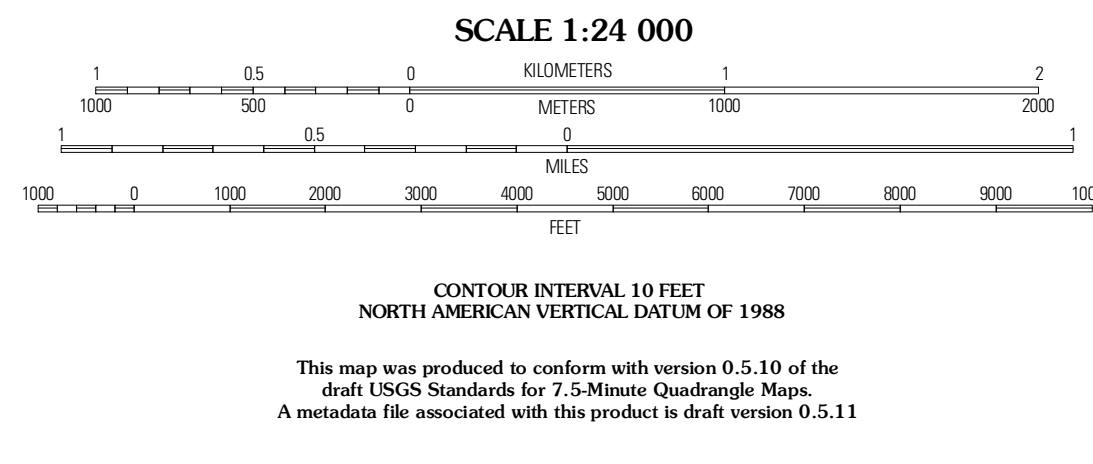 SCALE 1:24 000
1 0.5 0 KILOMETERS 1 2
1000 500 0 METERS 1000 2000
1 0.5 0 1
MILES
1000 0 1000 2000 3000 4000 5000 6000 7000 8000 9000 100
FEET
CONTOUR INTERVAL 10 FEET
NORTH AMERICAN VERTICAL DATUM OF 1988
This map was produced to conform with version 0.5.10 of the
draft USGS Standards for 7.5-Minute Quadrangle Maps.
A metadata file associated with this product is draft version 0.5.11